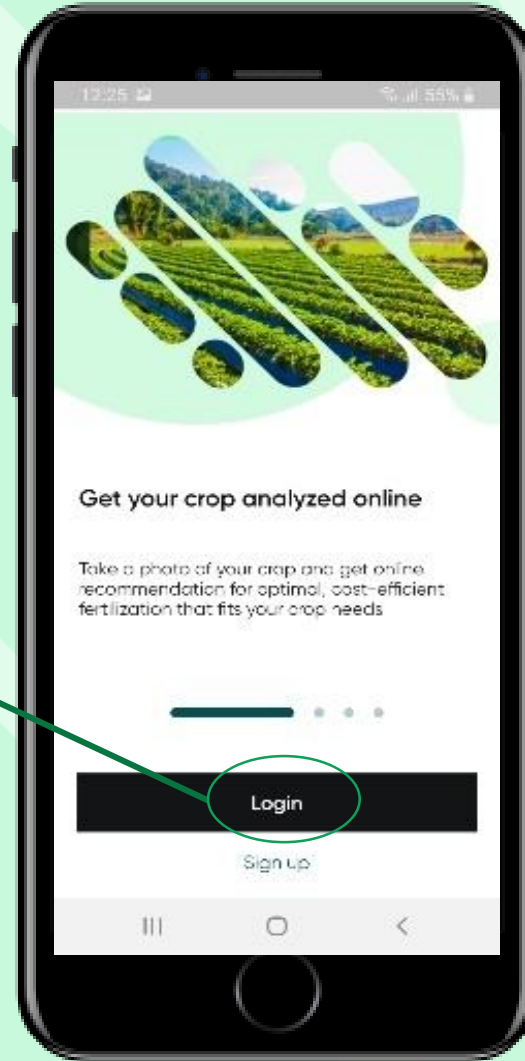 12:25
55%
Get your crop analyzed online
Take a photo of your crop and get online
recommendation for optimal, cost-efficient
fertilization that fits your crop needs
Login
Sign up